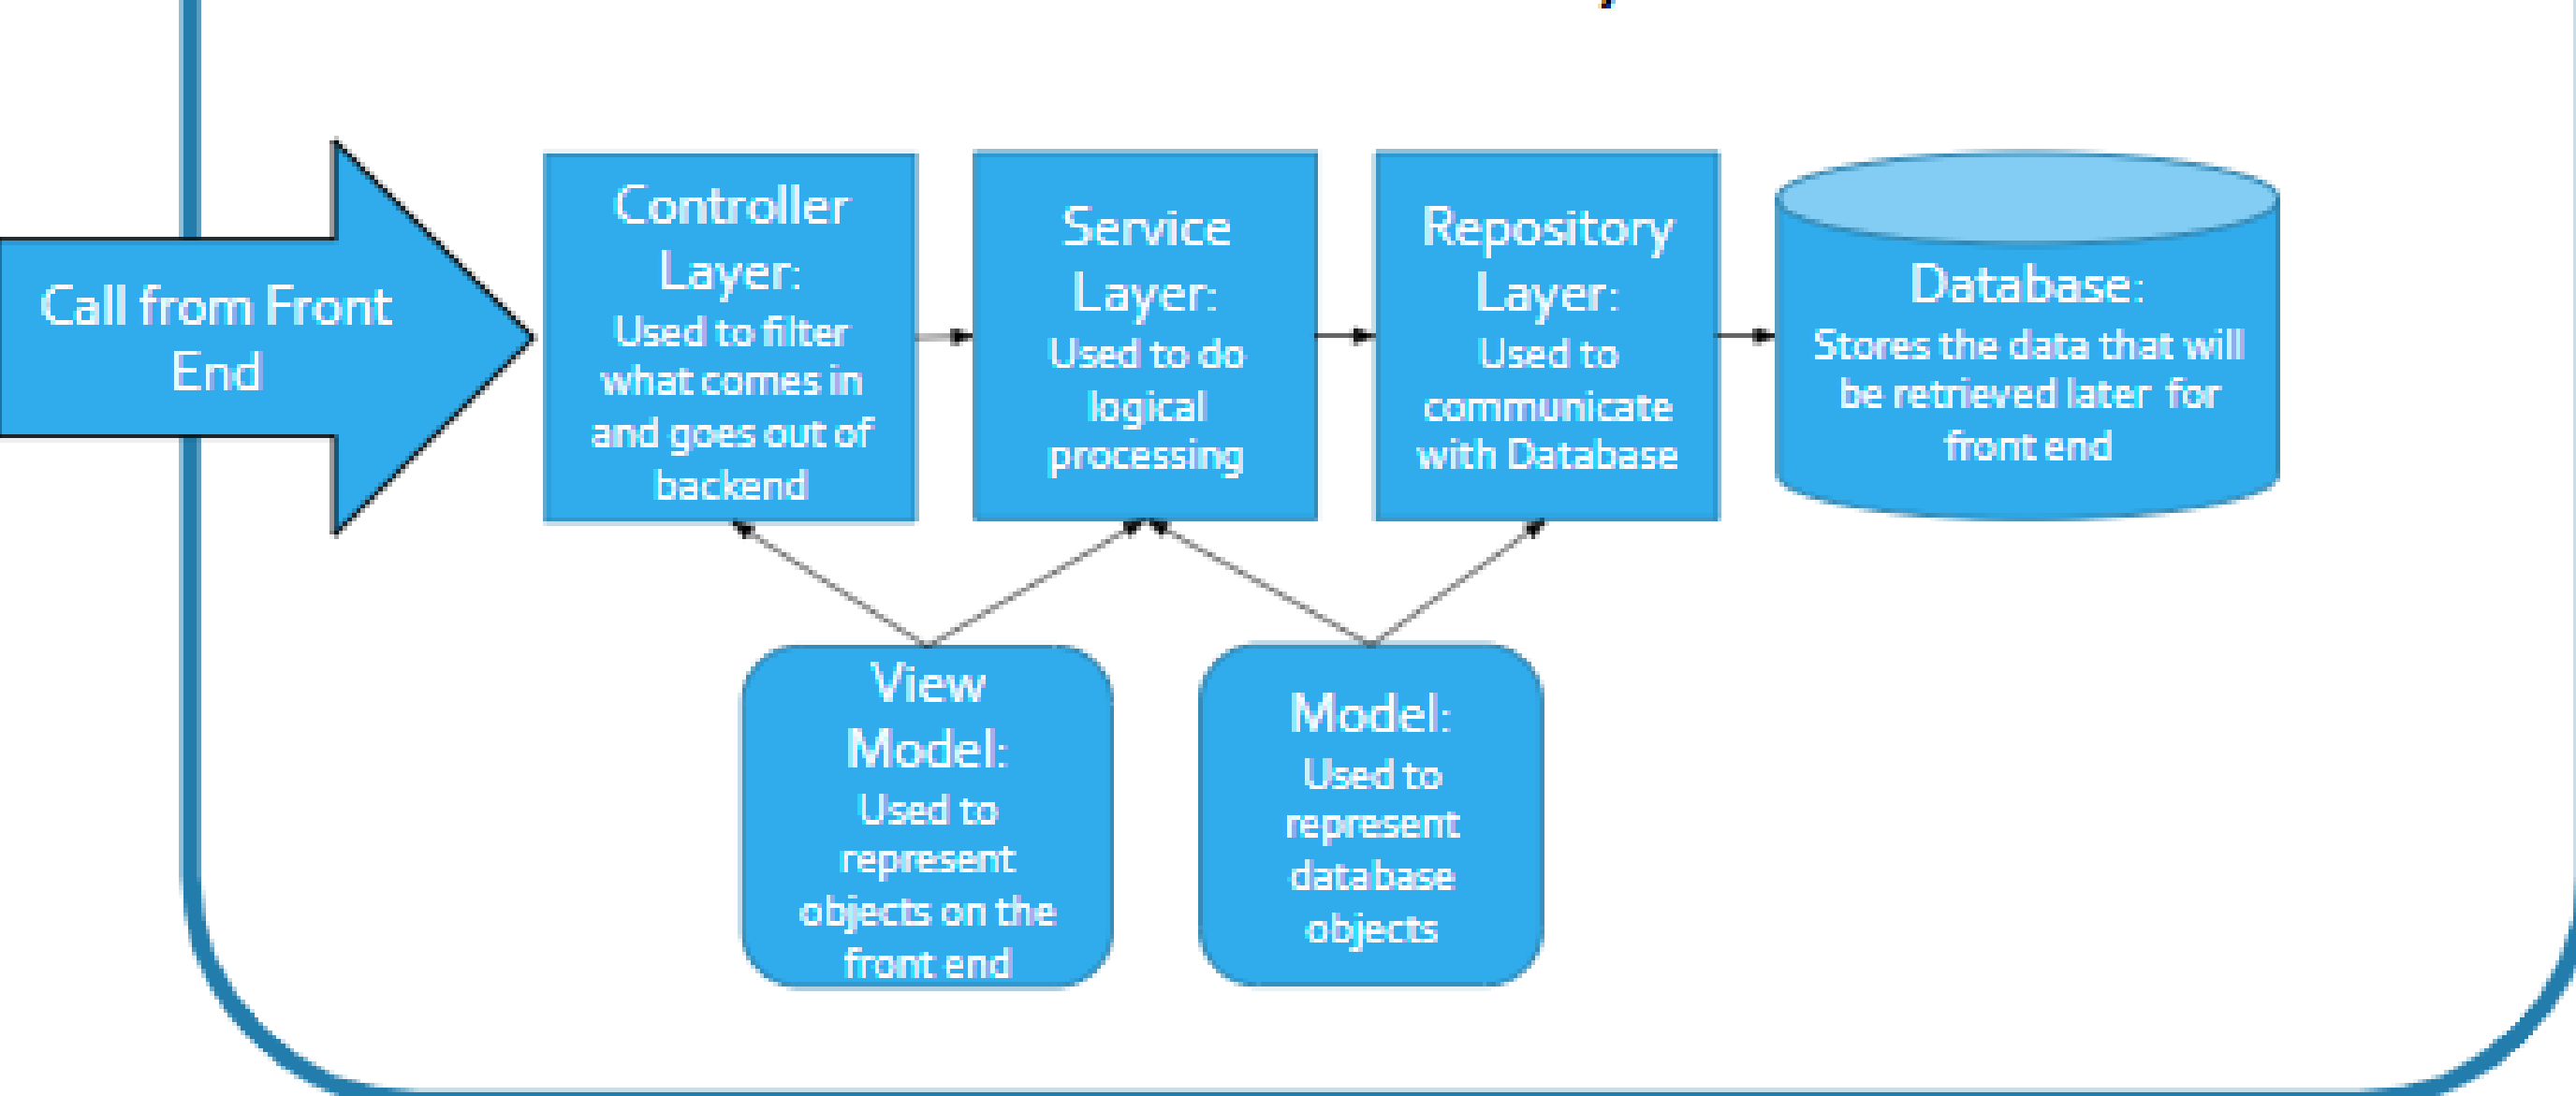 Call from Front
End
Controller
Layer:
Used to filter
what comes in
and goes out of
backend
Service
Layer:
Used to do
logical
processing
Repository
Layer:
Used to
communicate
with Database
Database:
Stores the data that will
be retrieved later for
front end
View
Model:
Used to
represent
objects on the
front end
Model:
Used to
represent
database
objects